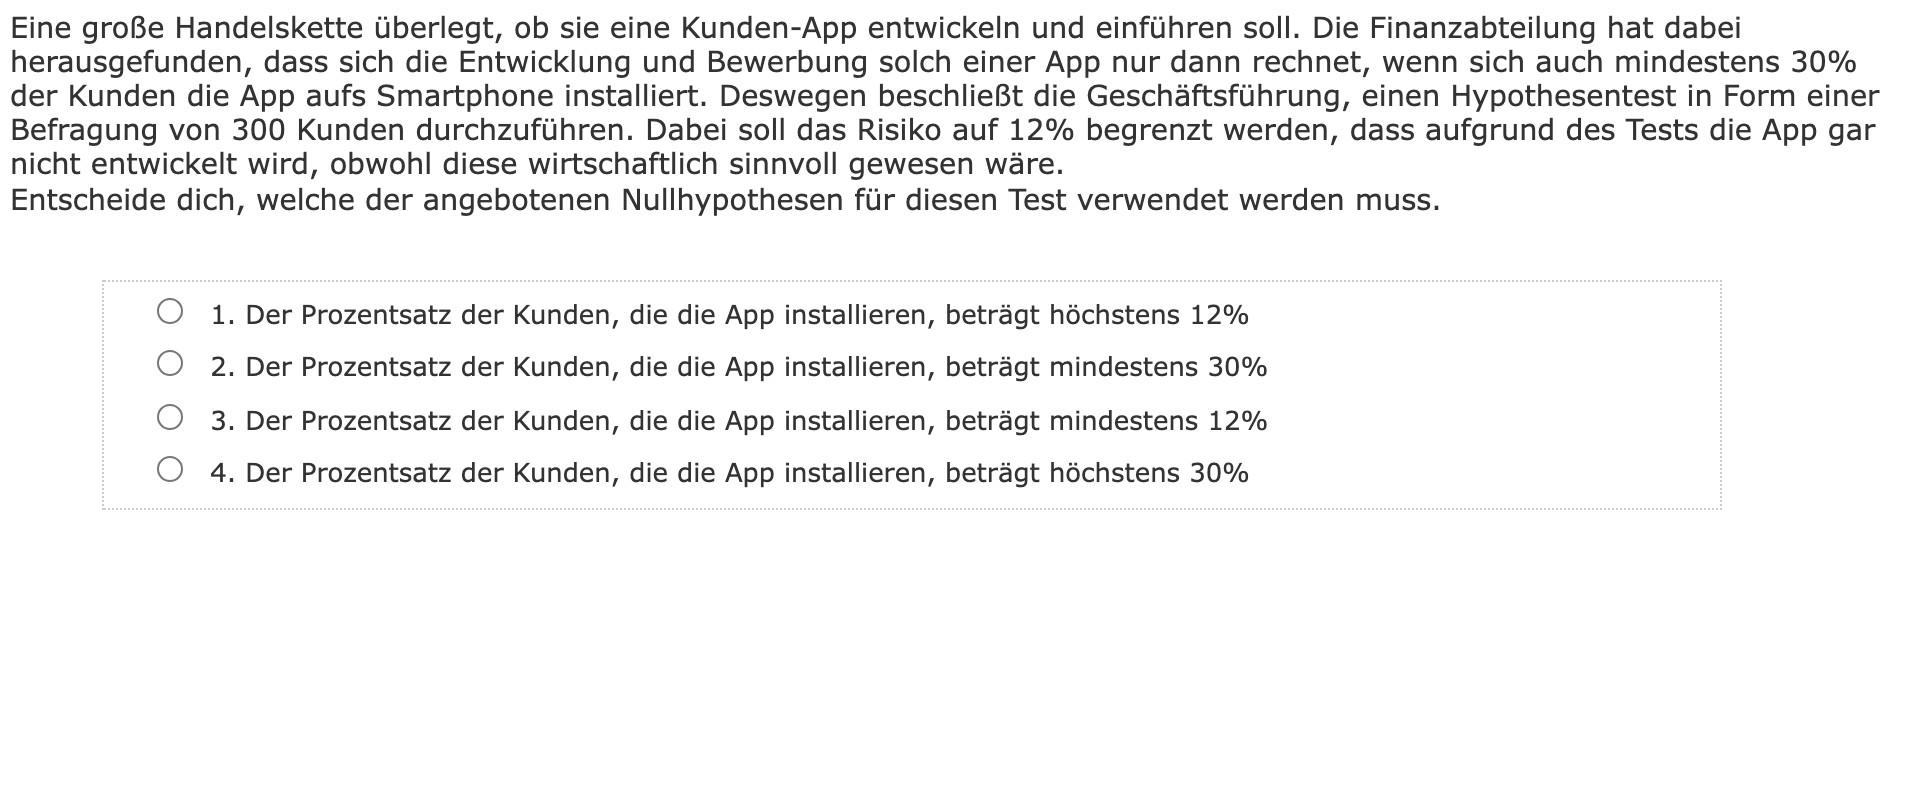 Eine große Handelskette überlegt, ob sie eine Kunden-App entwickeln und einführen soll. Die Finanzabteilung hat dabei
herausgefunden, dass sich die Entwicklung und Bewerbung solch einer App nur dann rechnet, wenn sich auch mindestens 30%
der Kunden die App aufs Smartphone installiert. Deswegen beschließt die Geschäftsführung, einen Hypothesentest in Form einer
Befragung von 300 Kunden durchzuführen. Dabei soll das Risiko auf 12% begrenzt werden, dass aufgrund des Tests die App gar
nicht entwickelt wird, obwohl diese wirtschaftlich sinnvoll gewesen wäre.
Entscheide dich, welche der angebotenen Nullhypothesen für diesen Test verwendet werden muss.
1. Der Prozentsatz der Kunden, die die App installieren, beträgt höchstens 12%
2. Der Prozentsatz der Kunden, die die App installieren, beträgt mindestens 30%
3. Der Prozentsatz der Kunden, die die App installieren, beträgt mindestens 12%
4. Der Prozentsatz der Kunden, die die App installieren, beträgt höchstens 30%